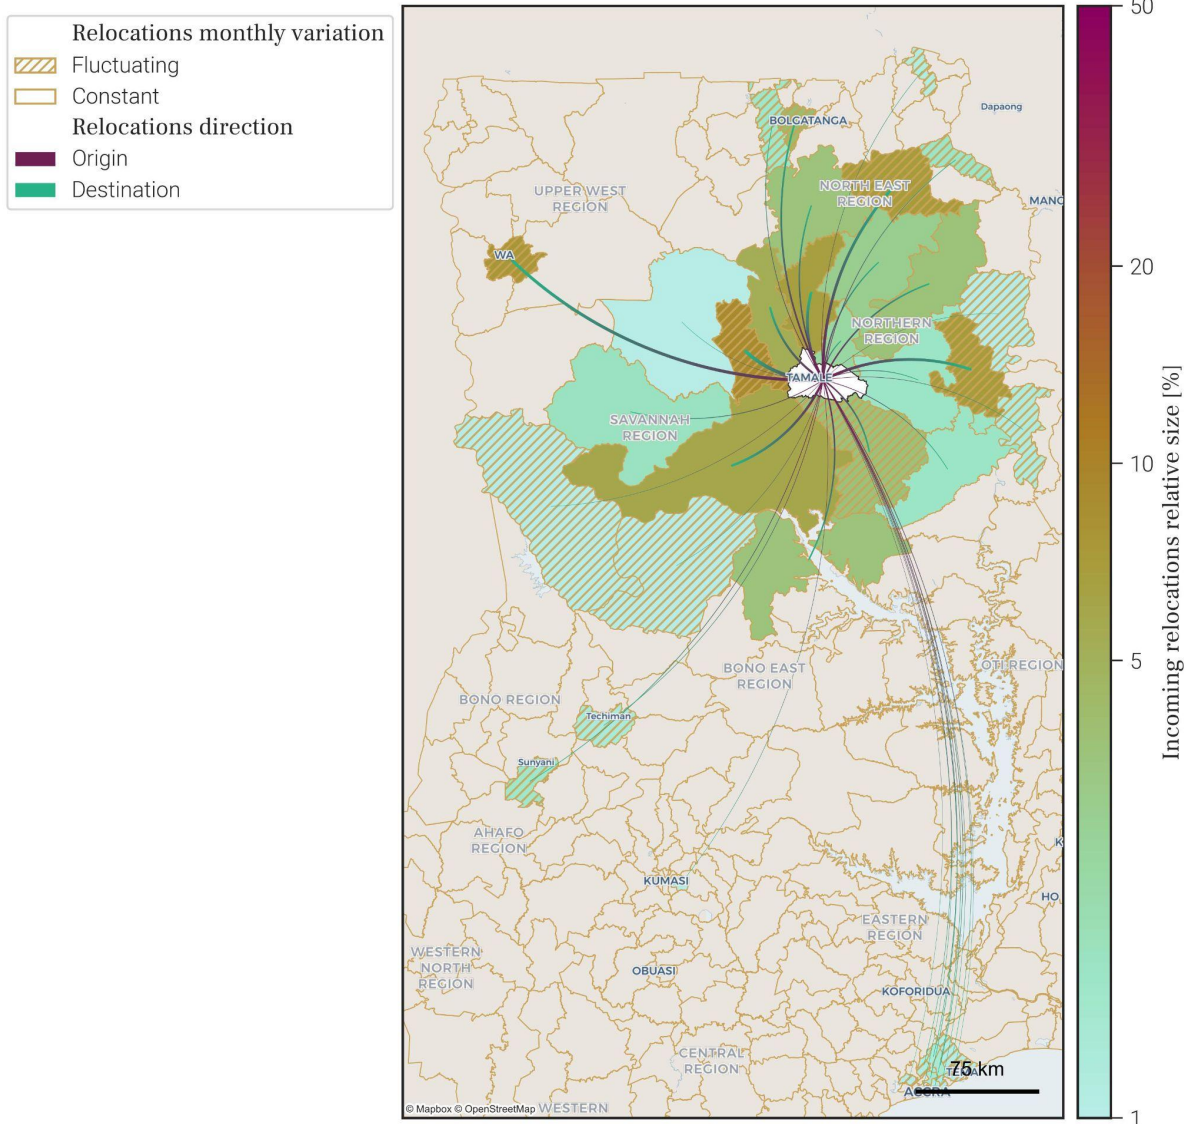 Relocations monthly variation
Fluctuating
Constant
Relocations direction
Origin
Destination
Dapaong
BOLGATANGA
UPPER WEST
REGION
NORTH EAST
REGION
MANG
WA
NORTHERN
REGION
TAMALE
SAVANNAH
REGION
BONO EAST
REGION
OTI REGION
BONO REGION
Techiman
Sunyani
AHAFO
REGION
K
KUMASI
HO
EASTERN
REGION
WESTERN
NORTH
REGION
OBUASI
KOFORIDUA
CENTRAL
REGION
75 km
TEMA
ACCRA
© Mapbox © OpenStreetMap
WESTERN
50
20
10
5
1
Incoming relocations relative size [%]